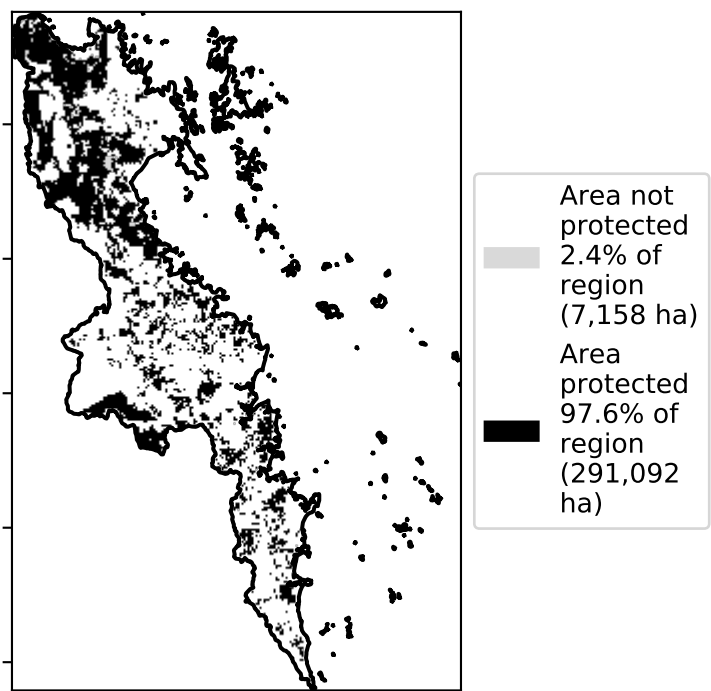 Area not
protected
2.4% of
region
(7,158 ha)
Area
protected
97.6% of
region
(291,092
ha)